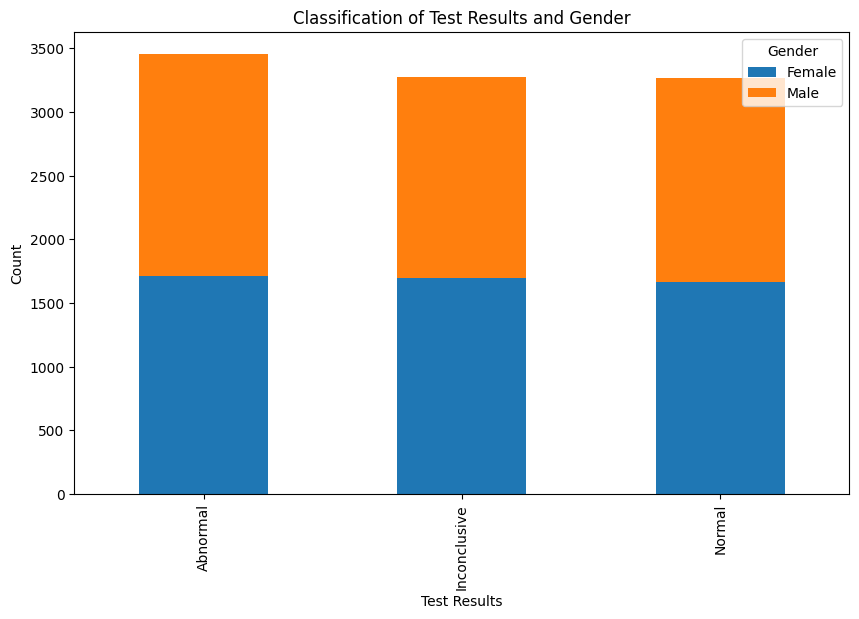 Classification of Test Results and Gender
Gender
Female
Male
3500
3000
2500
2000
1500
1000
500
0
Count
Abnormal
Inconclusive
Normal
Test Results